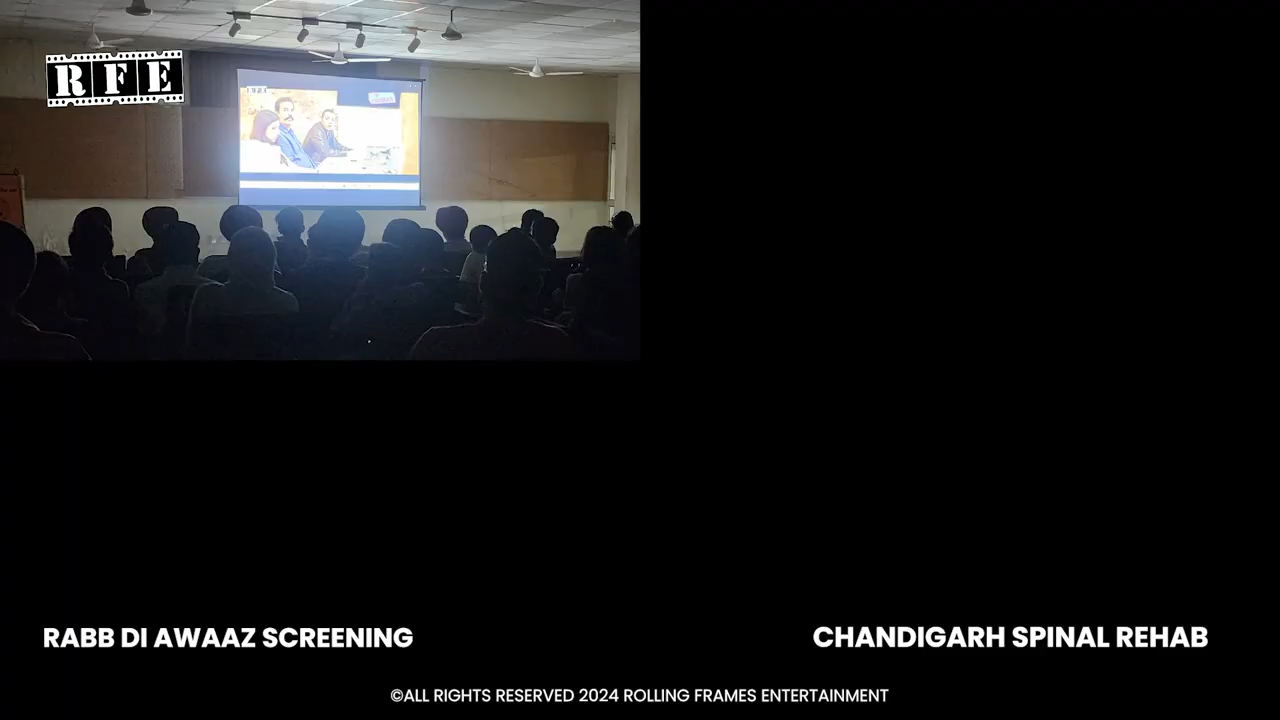 RFE
RABB DI AWAAZ SCREENING
CHANDIGARH SPINAL REHAB
©ALL RIGHTS RESERVED 2024 ROLLING FRAMES ENTERTAINMENT